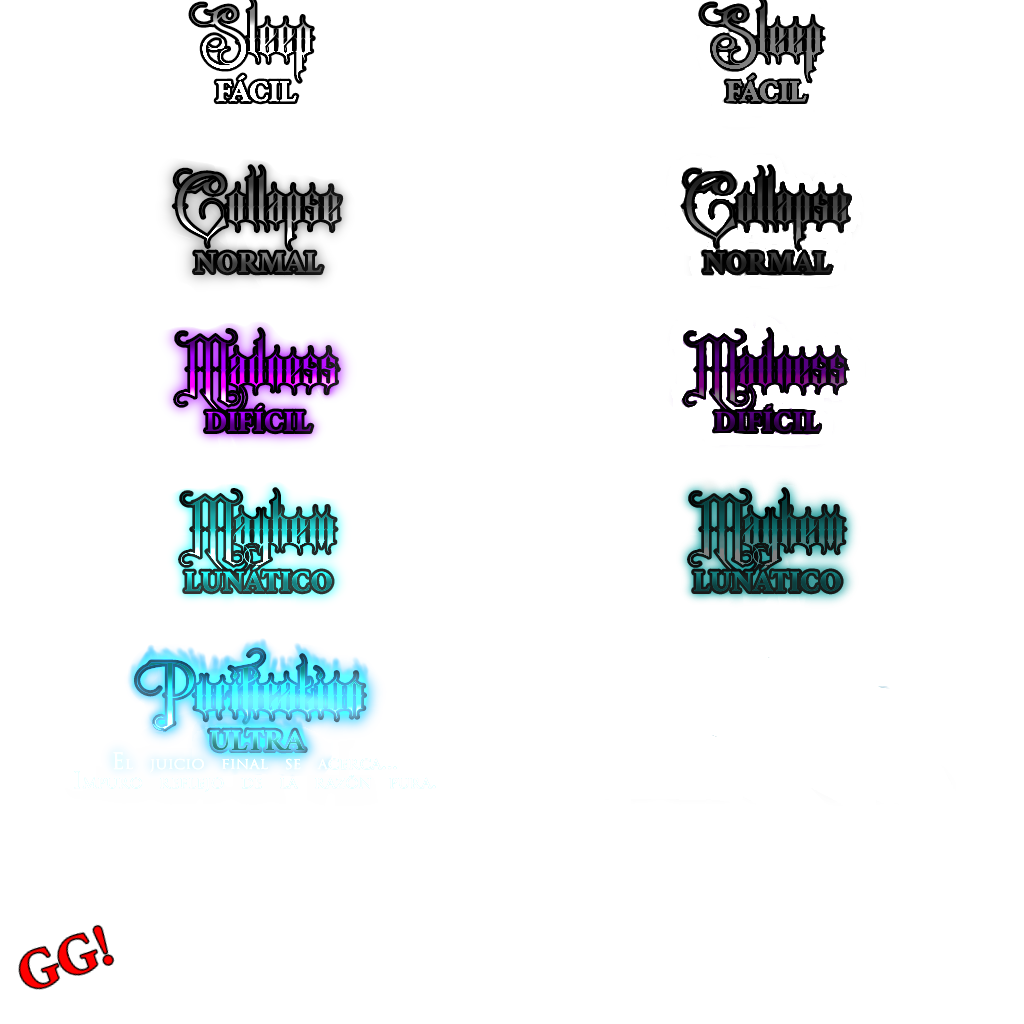 Sleep
FÁCIL
Sleep
FÁCIL
Collapse
NORMAL
Collapse
NORMAL
Madness
DIFÍCIL
Madness
DIFÍCIL
Mayhem
LUNÁTICO
Mayhem
LUNÁTICO
Purification
ULTRA
El juicio final se
GG!